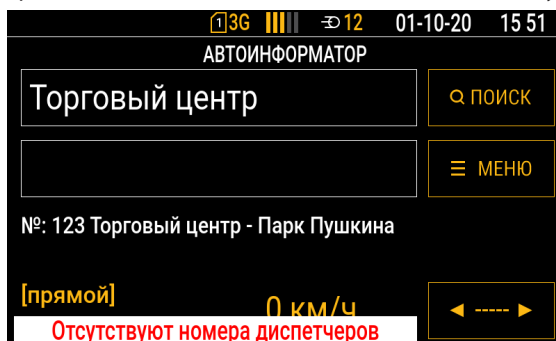 1 3G 12 01-10-20 15 51
АВТОИНФОРМАТОР
Торговый центр
ПОИСК
МЕНЮ
№: 123 Торговый центр - Парк Пушкина
[прямой]
0 км/ч
◄ ----- ►
Отсутствуют номера диспетчеров